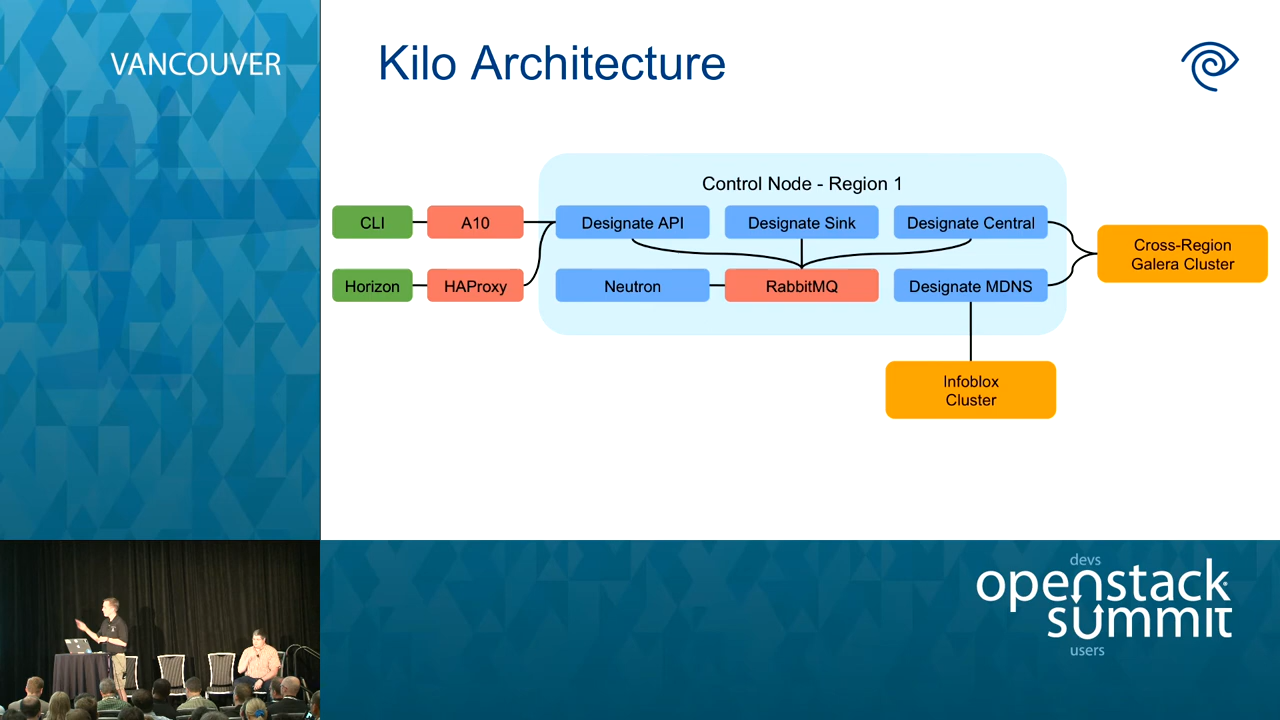 VANCOUVER
Kilo Architecture
Control Node - Region 1
CLI
A10
Designate API
Designate Sink
Designate Central
Cross-Region
Galera Cluster
Horizon
HAProxy
Neutron
RabbitMQ
Designate MDNS
Infoblox
Cluster
devs
openstack
summit
users